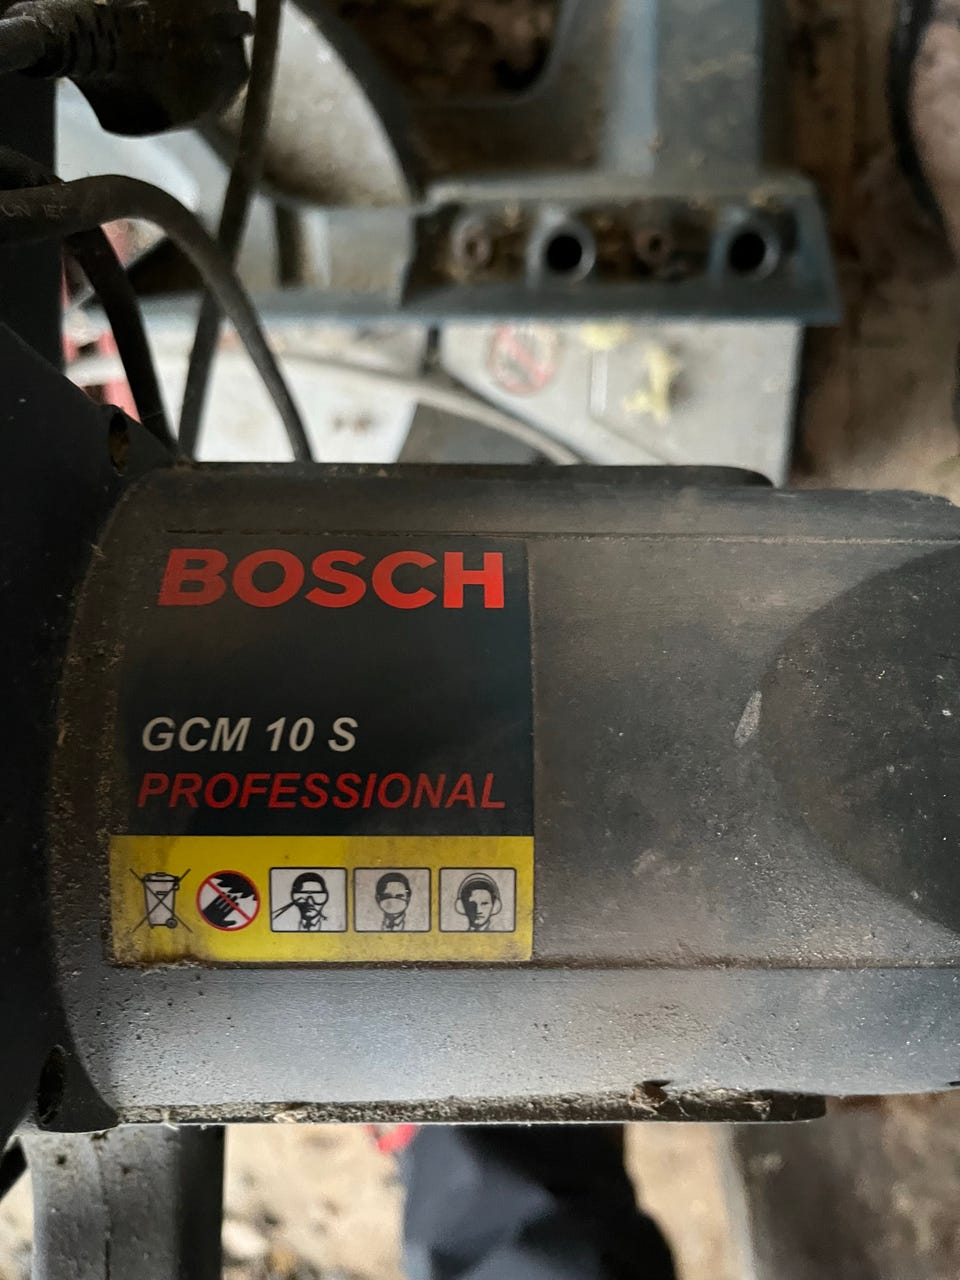 BOSCH
GCM 10 S
PROFESSIONAL